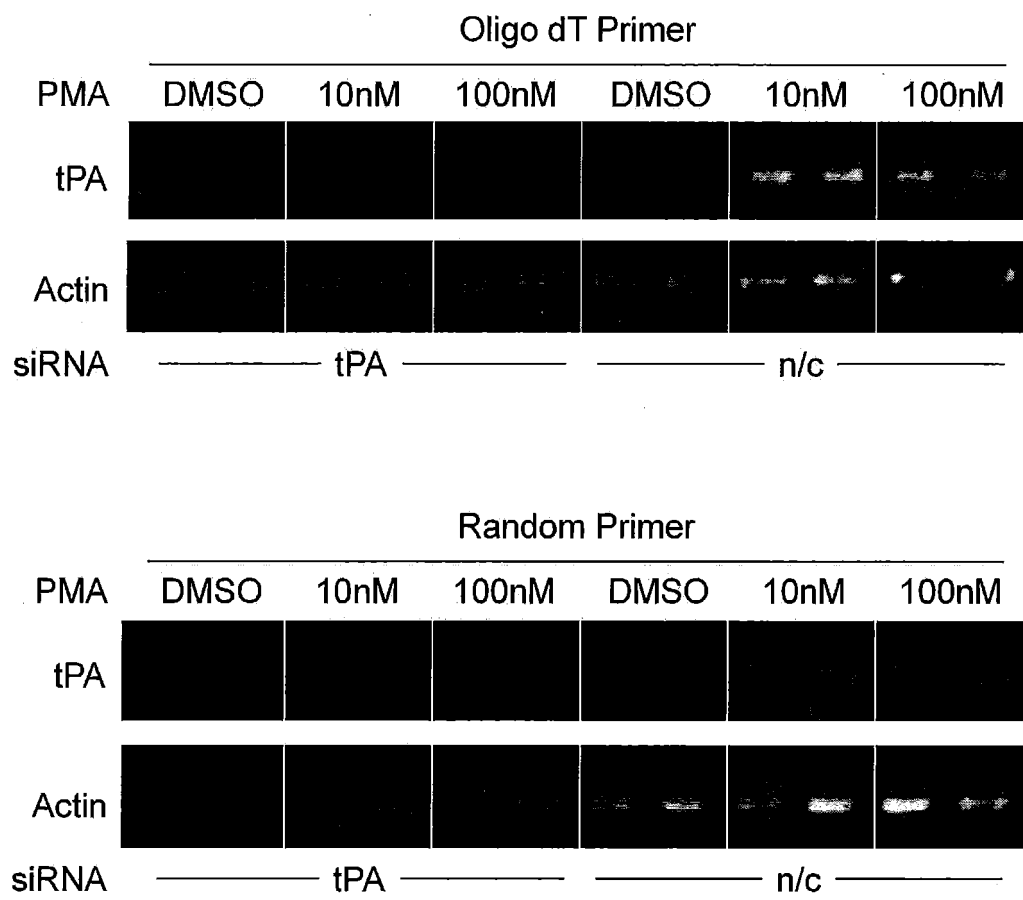 Oligo dT Primer
PMA DMSO 10nM 100nM DMSO 10nM 100nM
tPA
Actin
siRNA tPA n/c
Random Primer
PMA DMSO 10nM 100nM DMSO 10nM 100nM
tPA
Actin
siRNA tPA n/c